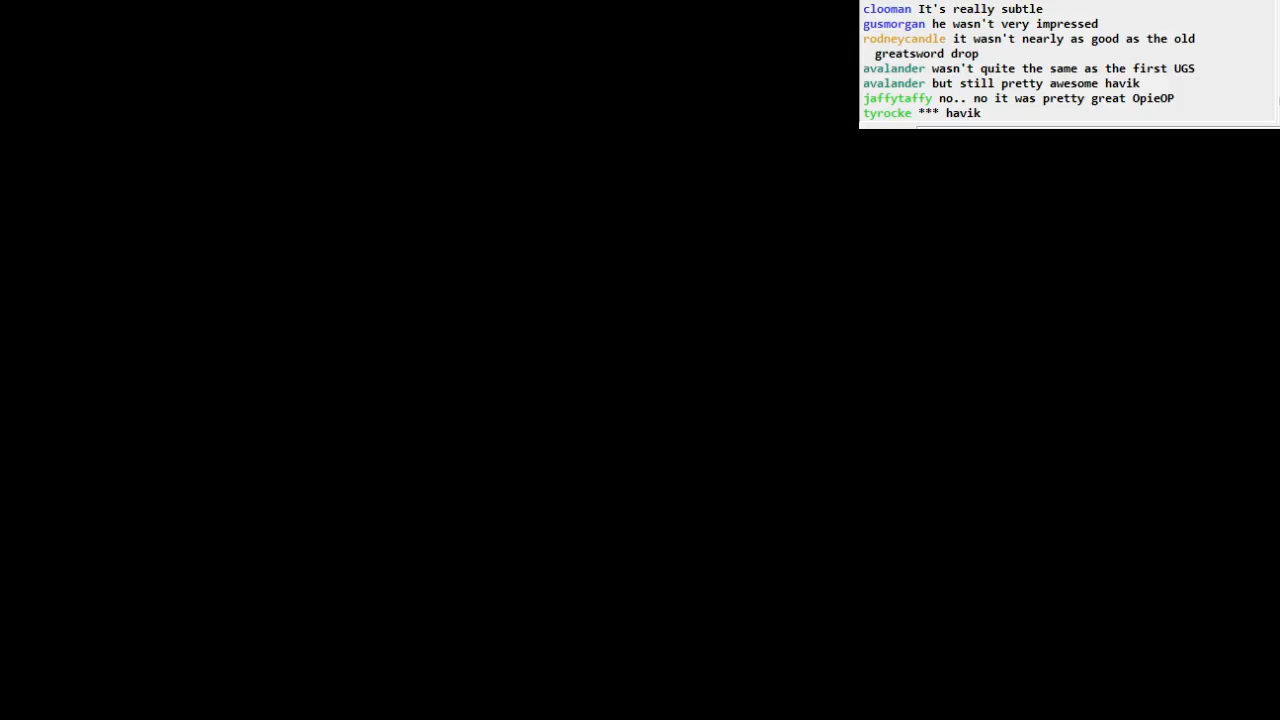 clooman It's really subtle
gusmorgan he wasn't very impressed
rodneycandle it wasn't nearly as good as the old
greatsword drop
avalander wasn't quite the same as the first UGS
avalander but still pretty awesome havik
jaffytaffy no.. no it was pretty great OpieOP
tyrocke *** havik